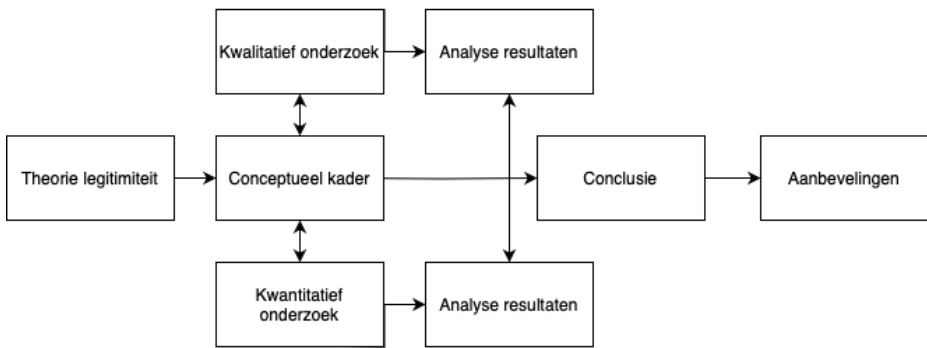 Kwalitatief onderzoek
Analyse resultaten
Theorie legitimiteit
Conceptueel kader
Conclusie
Aanbevelingen
Kwantitatief
onderzoek
Analyse resultaten